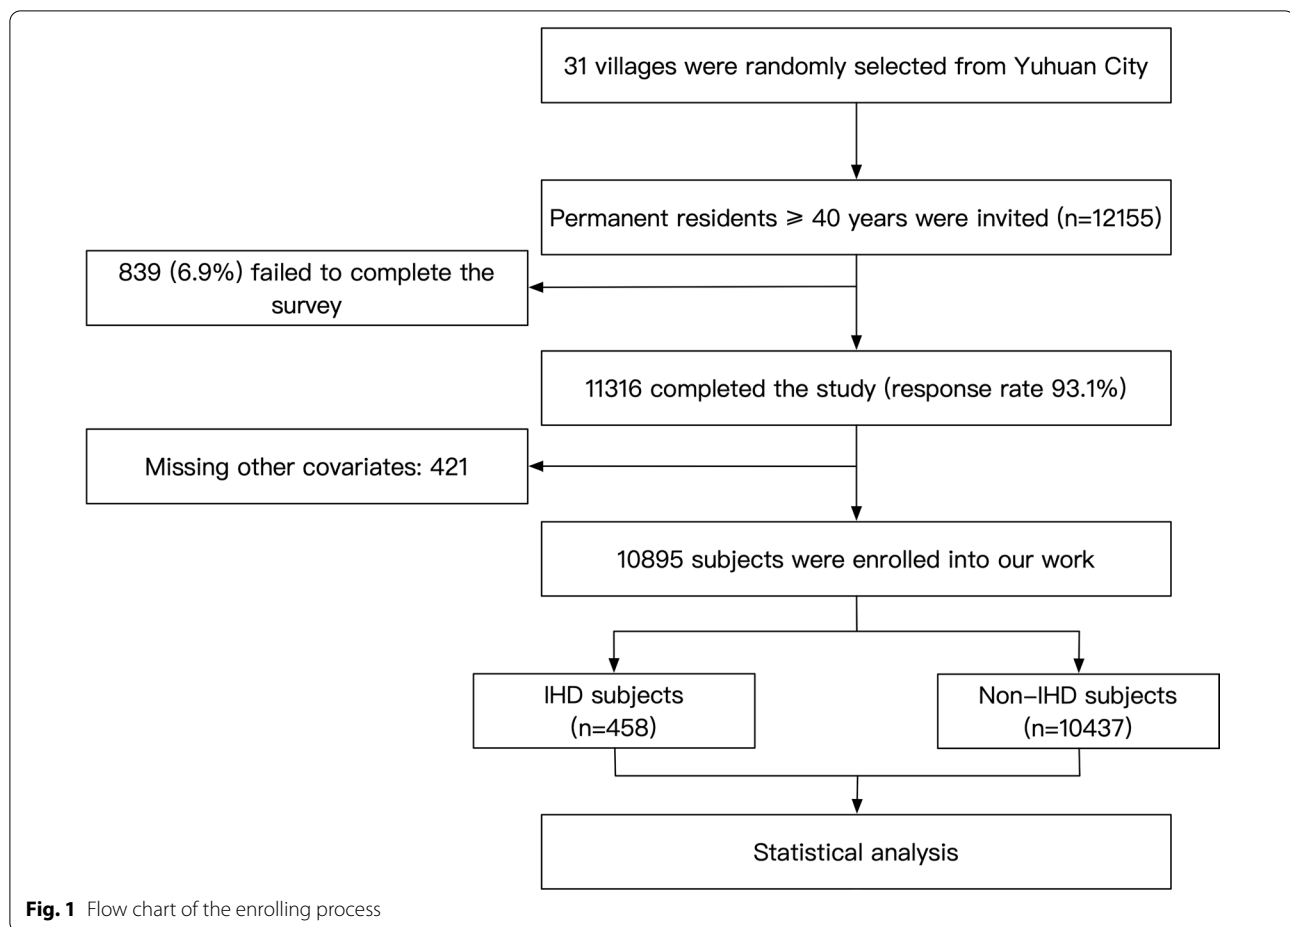 31 villages were randomly selected from Yuhuan City
Permanent residents ⩾ 40 years were invited (n=12155)
839 (6.9%) failed to complete the
survey
11316 completed the study (response rate 93.1%)
Missing other covariates: 421
10895 subjects were enrolled into our work
IHD subjects
(n=458)
Non–IHD subjects
(n=10437)
Statistical analysis
Fig. 1 Flow chart of the enrolling process